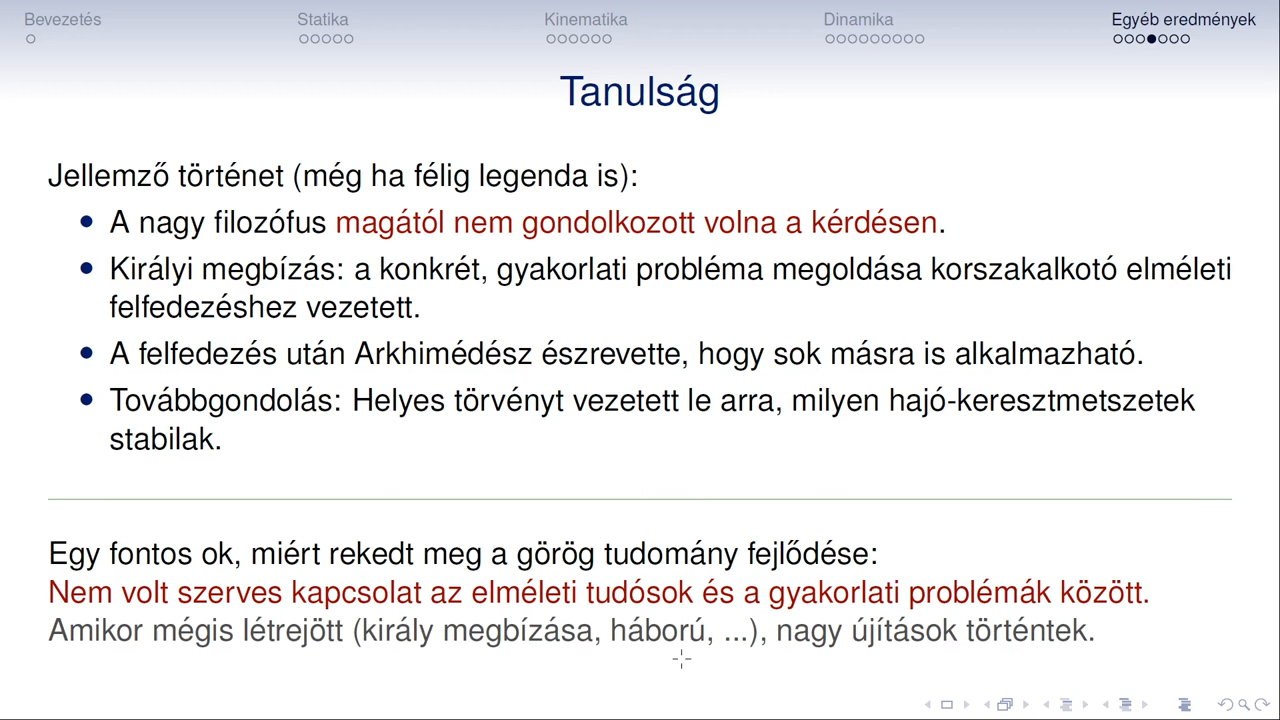 Bevezetés Statika Kinematika Dinamika Egyéb eredmények
Tanulság
Jellemző történet (még ha félig legenda is):
• A nagy filozófus magától nem gondolkozott volna a kérdésen.
• Királyi megbízás: a konkrét, gyakorlati probléma megoldása korszakalkotó elméleti
felfedezéshez vezetett.
• A felfedezés után Arkhimédész észrevette, hogy sok másra is alkalmazható.
• Továbbgondolás: Helyes törvényt vezetett le arra, milyen hajó-keresztmetszetek
stabilak.
Egy fontos ok, miért rekedt meg a görög tudomány fejlődése:
Nem volt szerves kapcsolat az elméleti tudósok és a gyakorlati problémák között.
Amikor mégis létrejött (király megbízása, háború, ...), nagy újítások történtek.